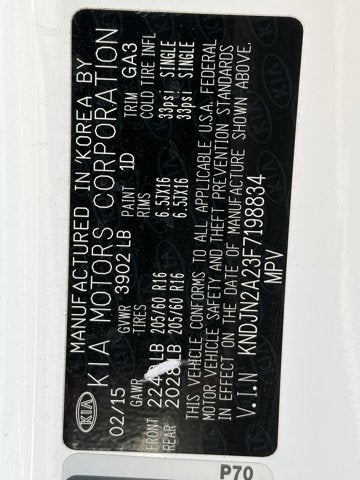 MANUFACTURED IN KOREA BY
KIA MOTORS CORPORATION
02/15 GVWR 3902 LB PAINT 1D TRIM GA3
GAWR TIRES RIMS COLD TIRE INFL
FRONT LB 205/60 R16 6.5JX16 33psi SINGLE
REAR 2028 LB 205/60 R16 6.5JX16 33psi SINGLE
THIS VEHICLE CONFORMS TO ALL APPLICABLE U.S.A. FEDERAL
MOTOR VEHICLE SAFETY AND THEFT PREVENTION STANDARDS
IN EFFECT ON THE DATE OF MANUFACTURE SHOWN ABOVE.
V.I.N KNDJN2A23F7198834
MPV
KIA
P70